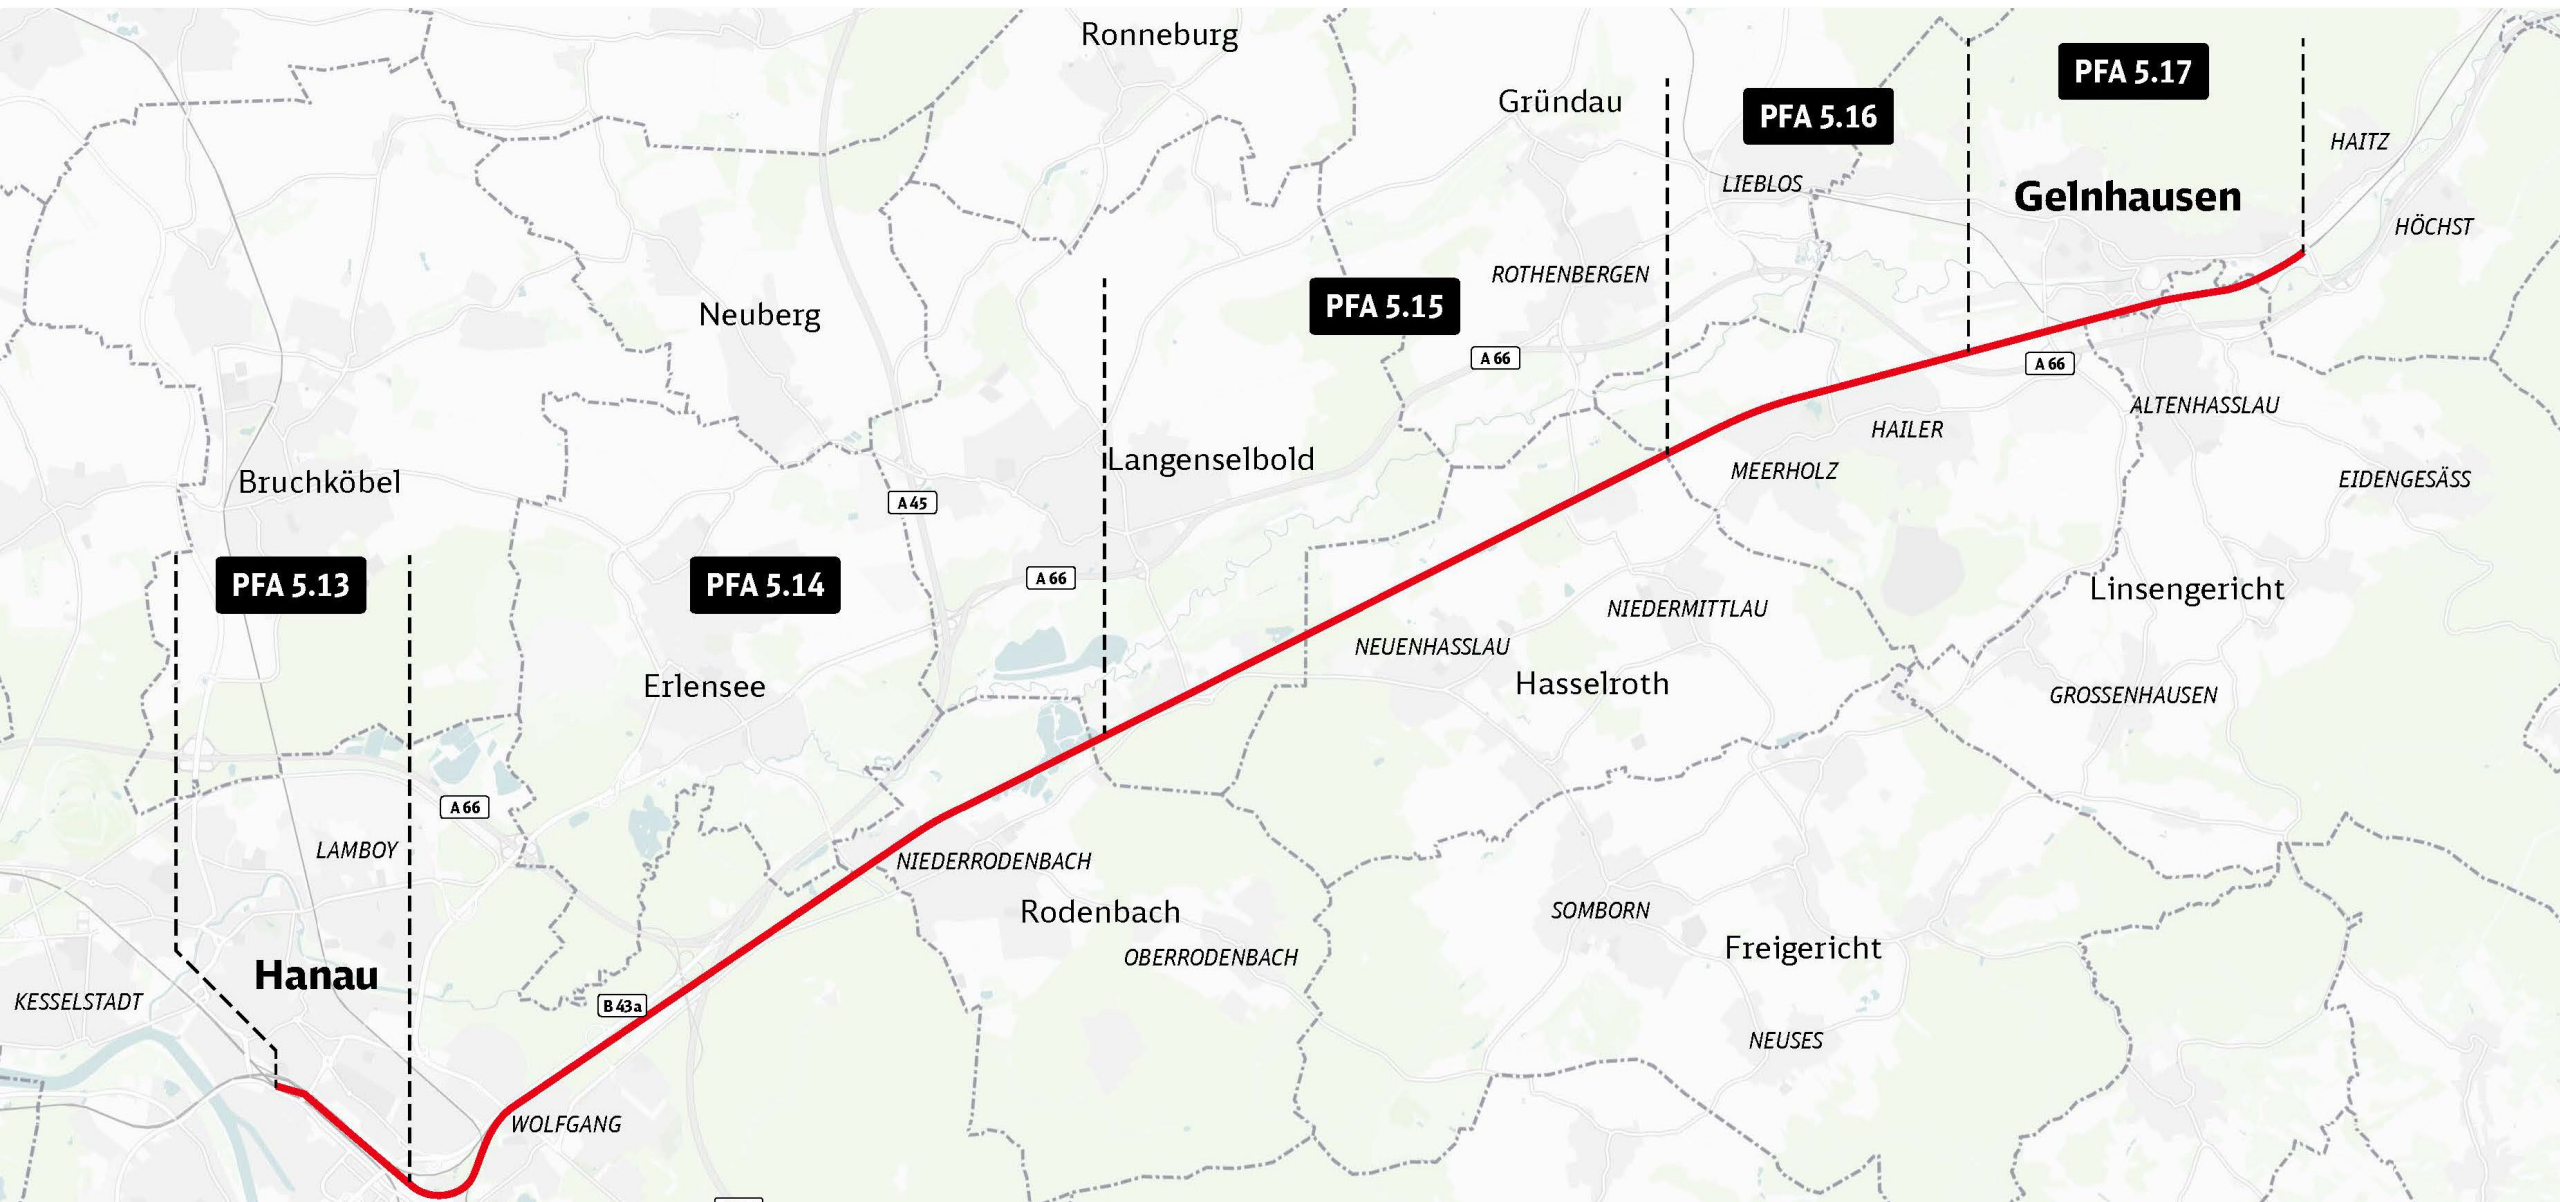 Ronneburg
PFA 5.17
Gründau
PFA 5.16
HAITZ
LIEBLOS
Gelnhausen
HÖCHST
ROTHENBERGEN
PFA 5.15
Neuberg
A 66
A 66
ALTENHASSLAU
HAILER
Langenselbold
MEERHOLZ
Bruchköbel
EIDENGESÄSS
A 45
PFA 5.13
PFA 5.14
A 66
Linsengericht
NIEDERMITTLAU
NEUENHASSLAU
Erlensee
Hasselroth
GROSSENHAUSEN
A 66
LAMBOY
NIEDERRODENBACH
Rodenbach
SOMBORN
Freigericht
OBERRODENBACH
Hanau
KESSELSTADT
B 43a
NEUSES
WOLFGANG